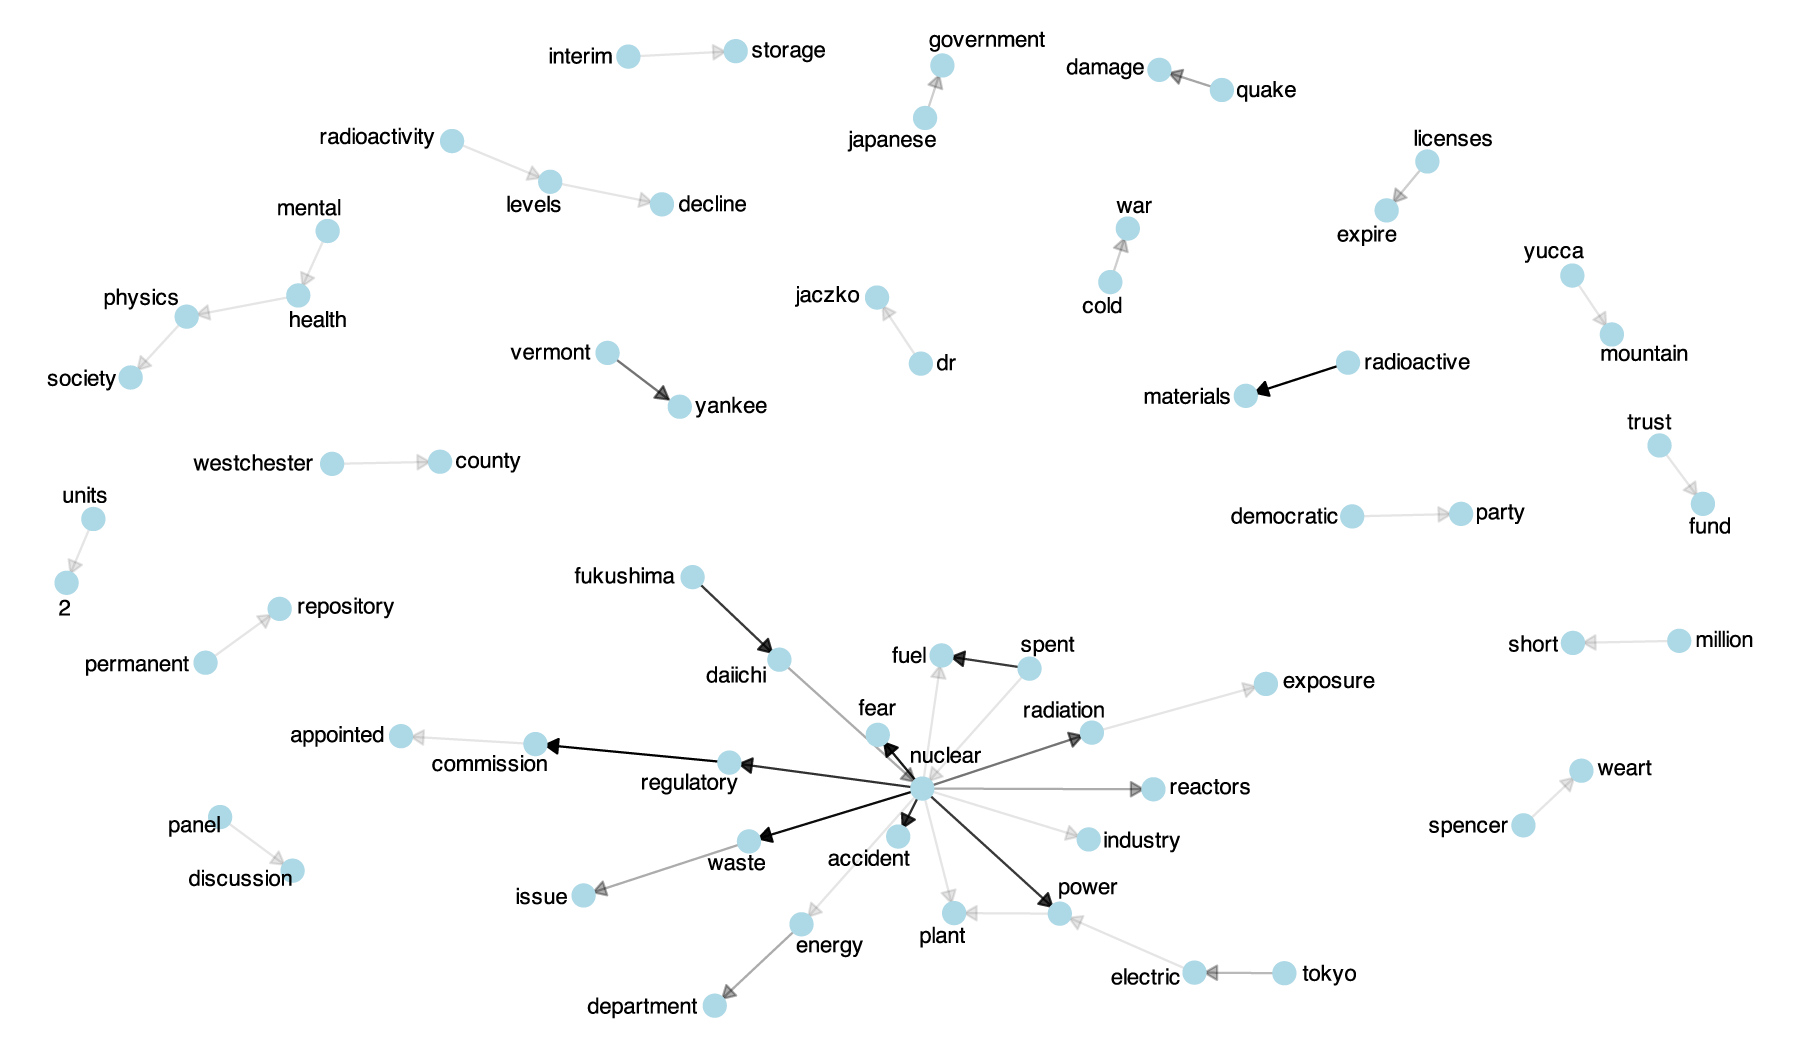 government
interim
storage
damage
quake
radioactivity
japanese
licenses
levels
decline
mental
war
expire
yucca
physics
health
jaczko
cold
society
vermont
dr
radioactive
mountain
yankee
materials
trust
westchester
county
units
democratic
party
fund
2
fukushima
repository
permanent
daiichi
fuel
spent
short
million
exposure
fear
radiation
appointed
commission
regulatory
nuclear
reactors
weart
panel
discussion
waste
accident
industry
spencer
issue
power
energy
plant
electric
tokyo
department